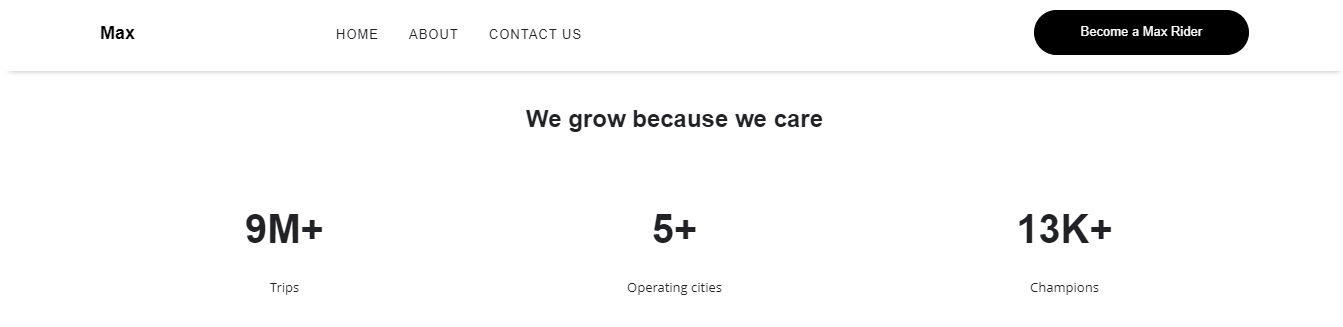 Max
HOME ABOUT CONTACT US
Become a Max Rider
We grow because we care
9M+
Trips
5+
Operating cities
13K+
Champions